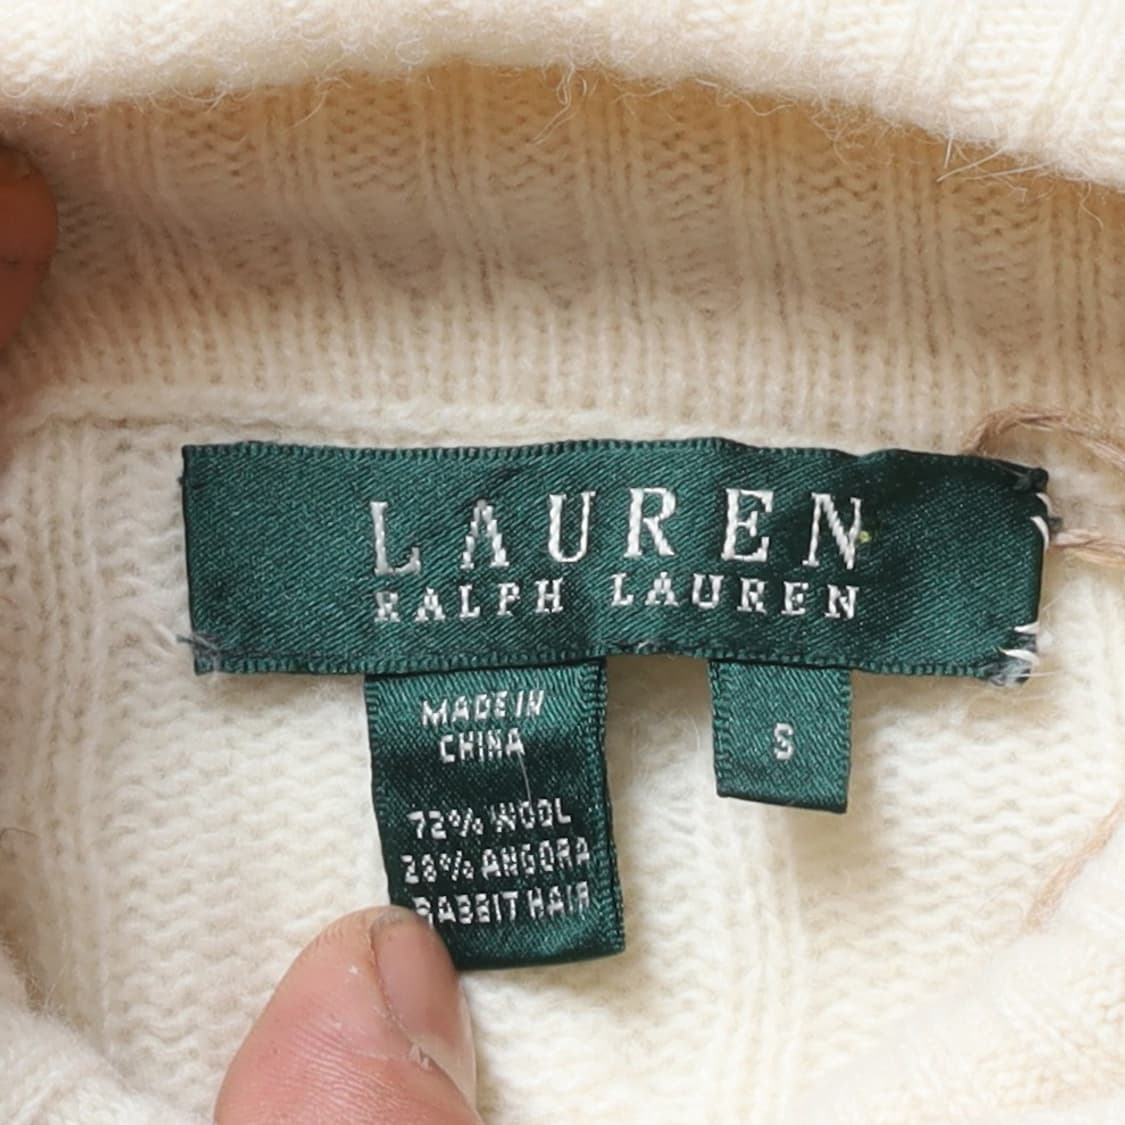 LAUREN
RALPH LAUREN
MADE IN
CHINA
S
72% WOOL
28% ANGORA
RABBIT HAIR